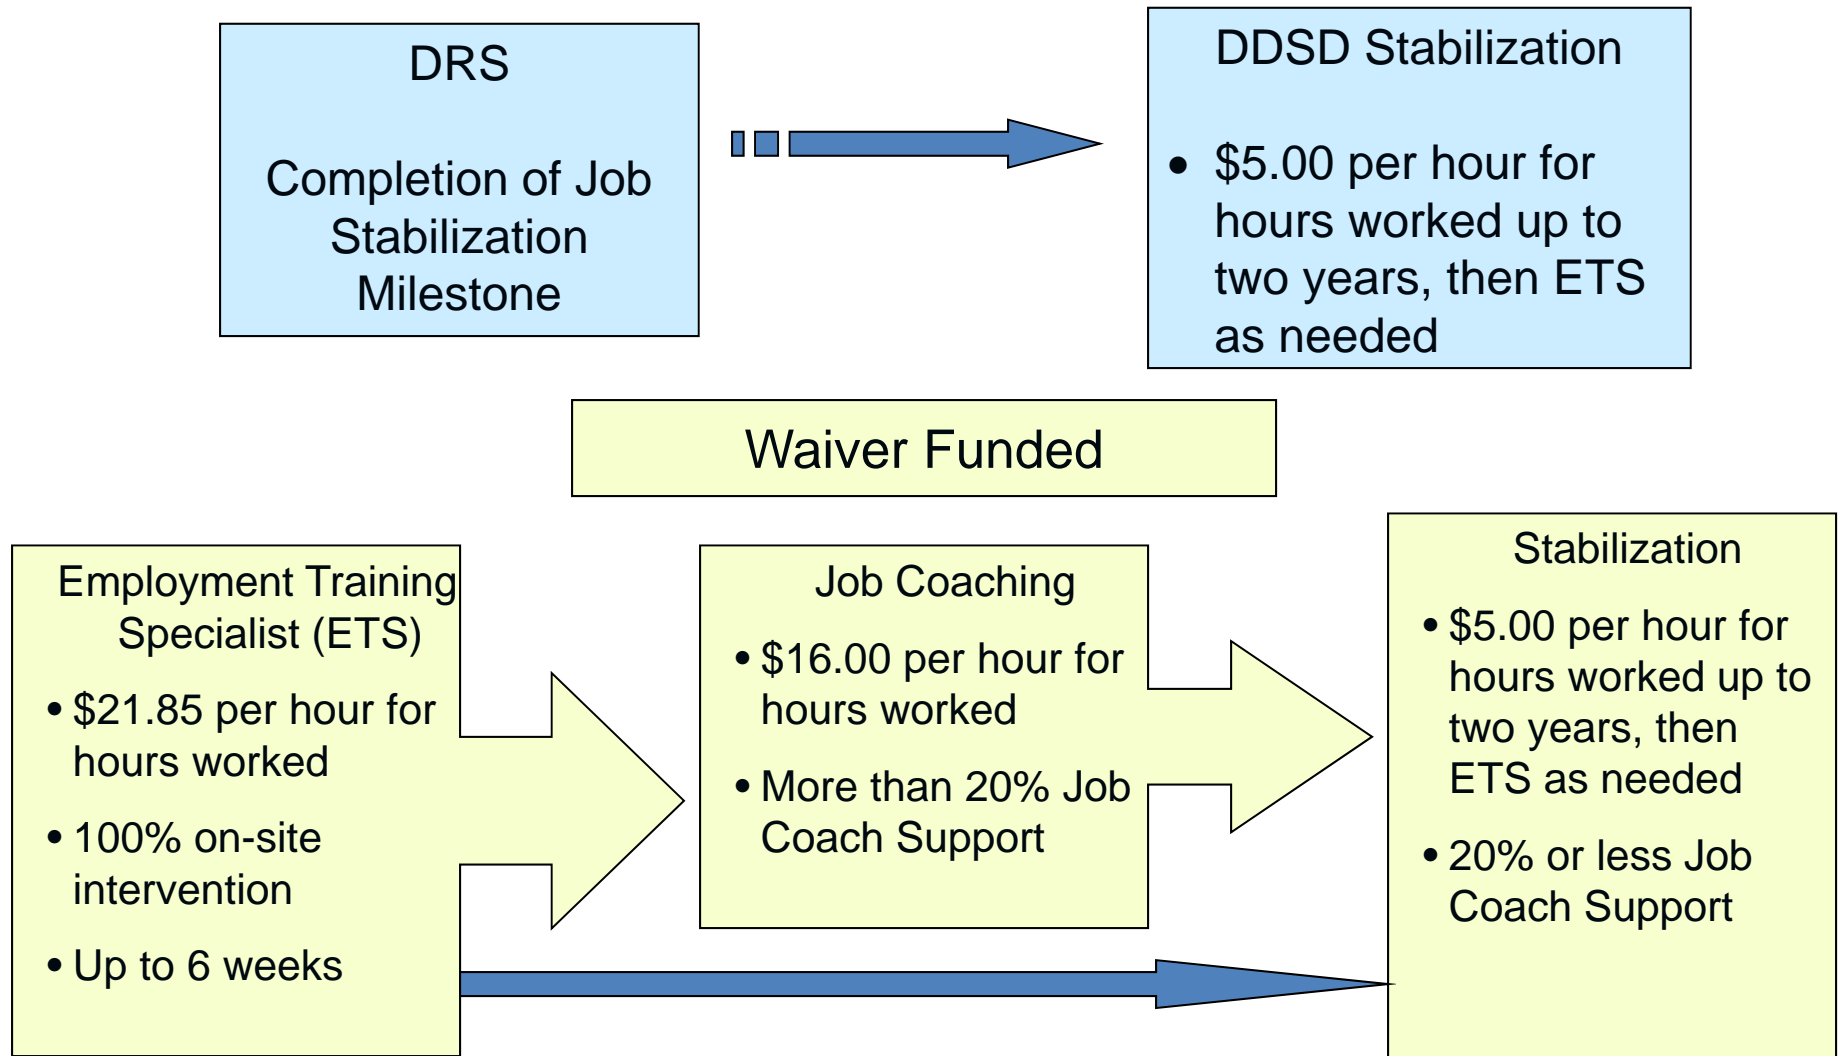 DRS
Completion of Job
Stabilization
Milestone
DDSD Stabilization
• $5.00 per hour for
hours worked up to
two years, then ETS
as needed
Waiver Funded
Employment Training
Specialist (ETS)
• $21.85 per hour for
hours worked
• 100% on-site
intervention
• Up to 6 weeks
Job Coaching
• $16.00 per hour for
hours worked
• More than 20% Job
Coach Support
Stabilization
• $5.00 per hour for
hours worked up to
two years, then
ETS as needed
• 20% or less Job
Coach Support